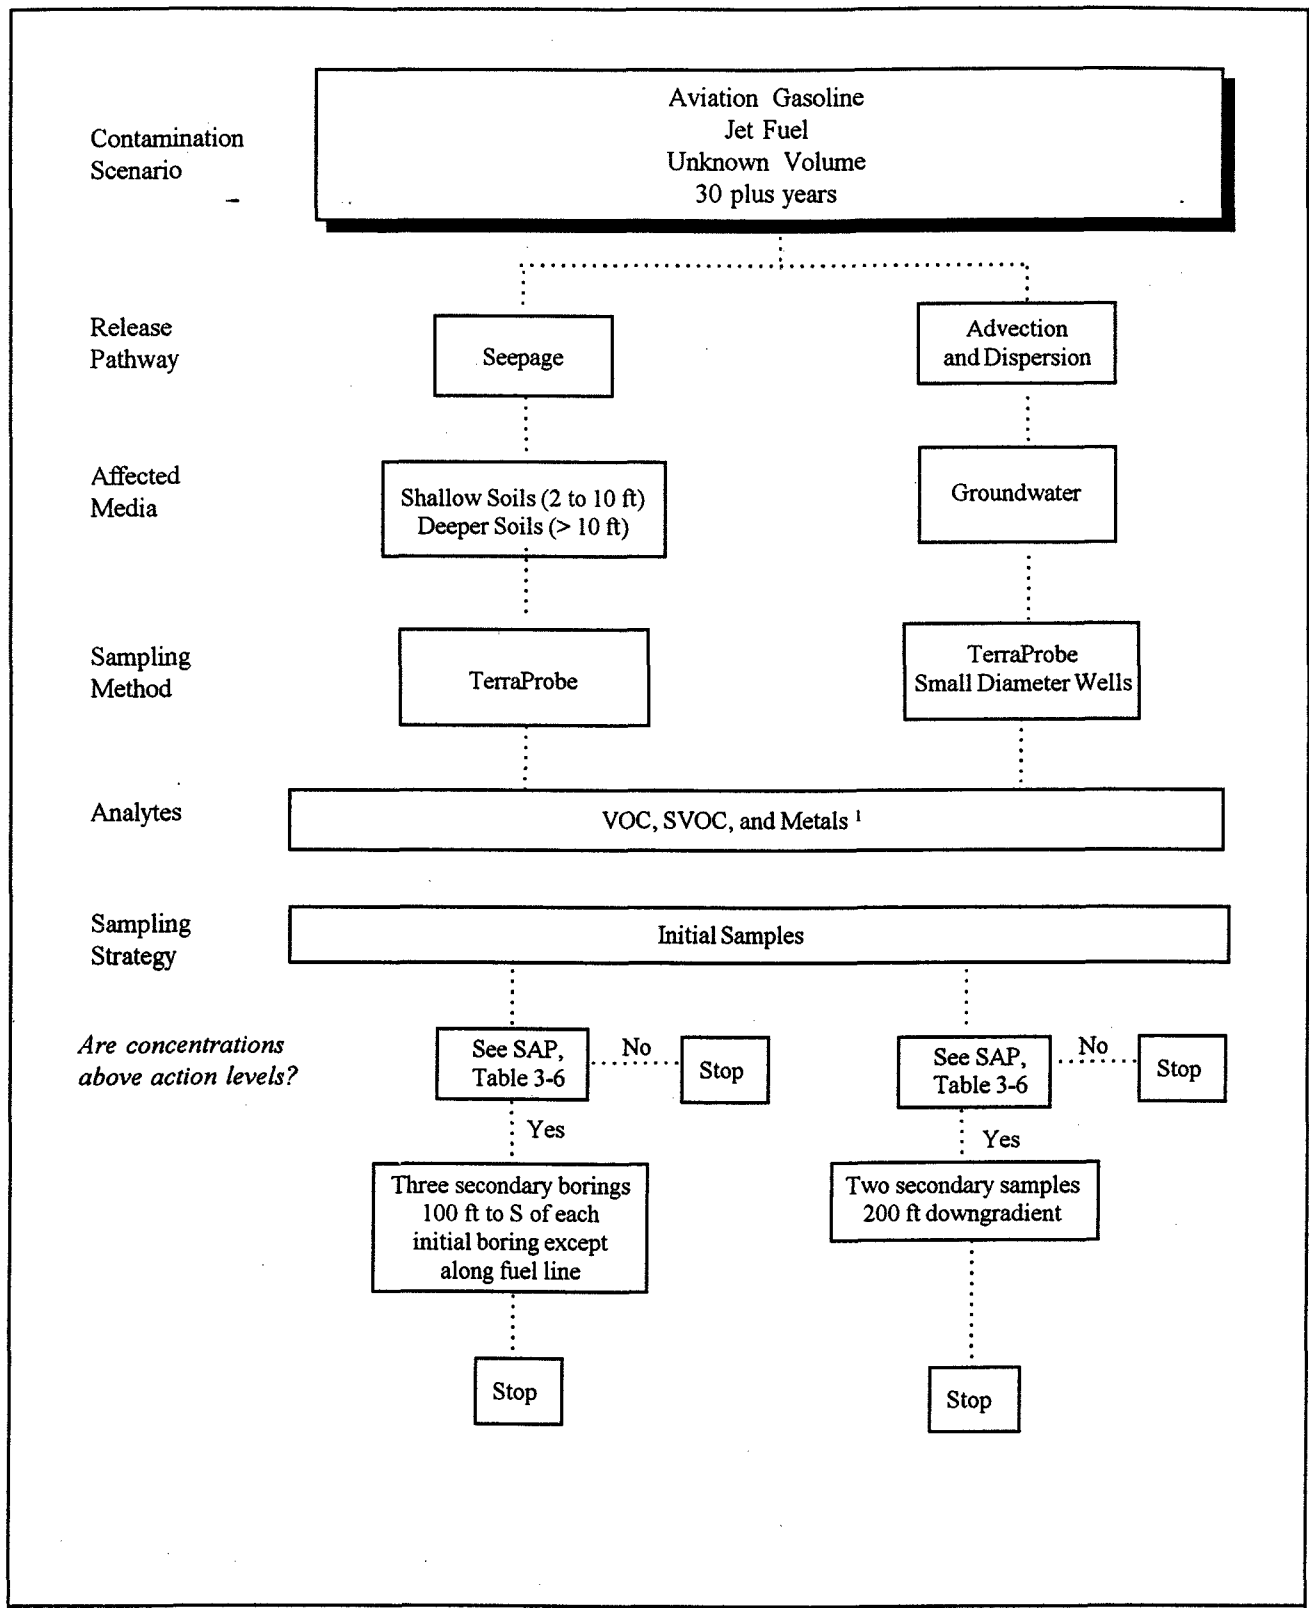 Contamination
Scenario
Aviation Gasoline
Jet Fuel
Unknown Volume
30 plus years
Release
Pathway
Seepage
Advection
and Dispersion
Affected
Media
Shallow Soils (2 to 10 ft)
Deeper Soils (> 10 ft)
Groundwater
Sampling
Method
TerraProbe
TerraProbe
Small Diameter Wells
Analytes
VOC, SVOC, and Metals ¹
Sampling
Strategy
Initial Samples
Are concentrations
above action levels?
See SAP,
Table 3-6
No
Stop
See SAP,
Table 3-6
No
Stop
Yes
Yes
Three secondary borings
100 ft to S of each
initial boring except
along fuel line
Two secondary samples
200 ft downgradient
Stop
Stop